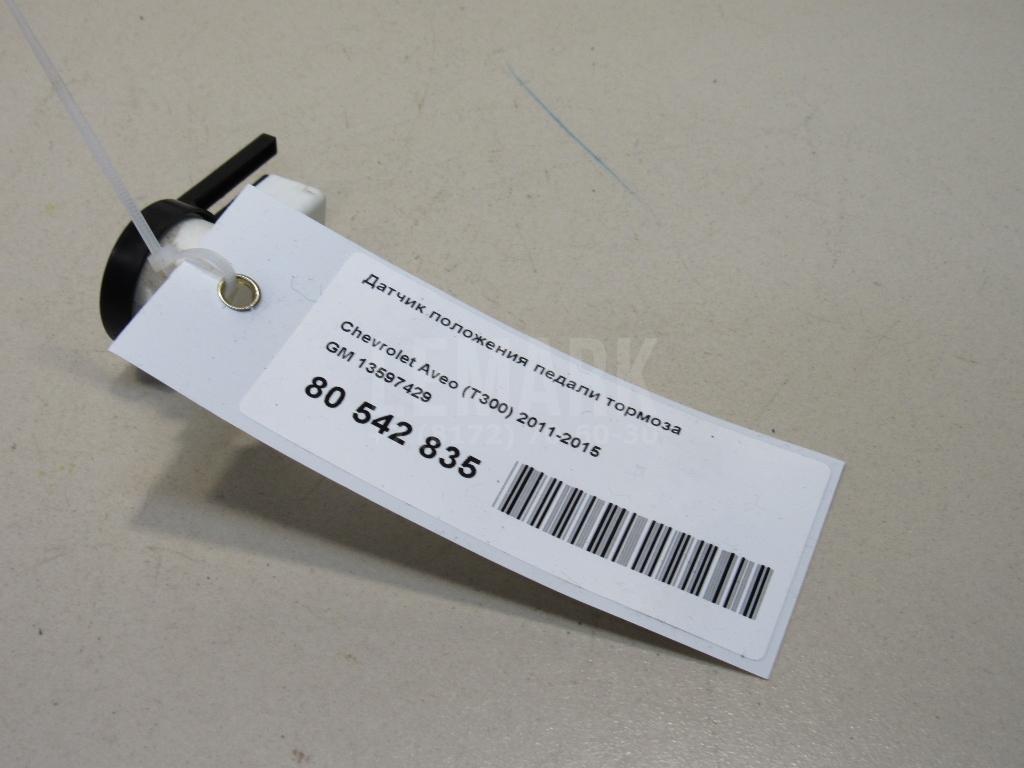 Датчик положения педали тормоза
Chevrolet Aveo (T300) 2011-2015
GM 13597429
80 542 835